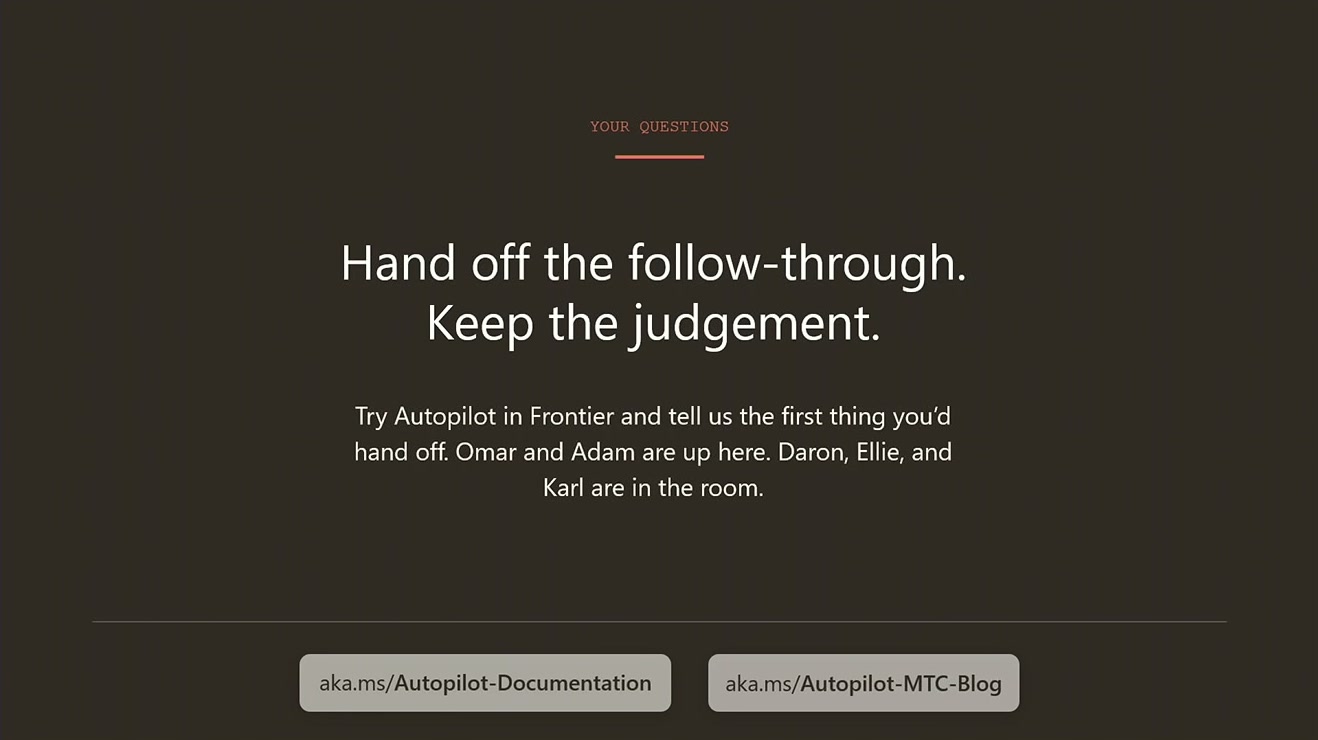 YOUR QUESTIONS
Hand off the follow-through.
Keep the judgement.
Try Autopilot in Frontier and tell us the first thing you’d
hand off. Omar and Adam are up here. Daron, Ellie, and
Karl are in the room.
aka.ms/Autopilot-Documentation
aka.ms/Autopilot-MTC-Blog